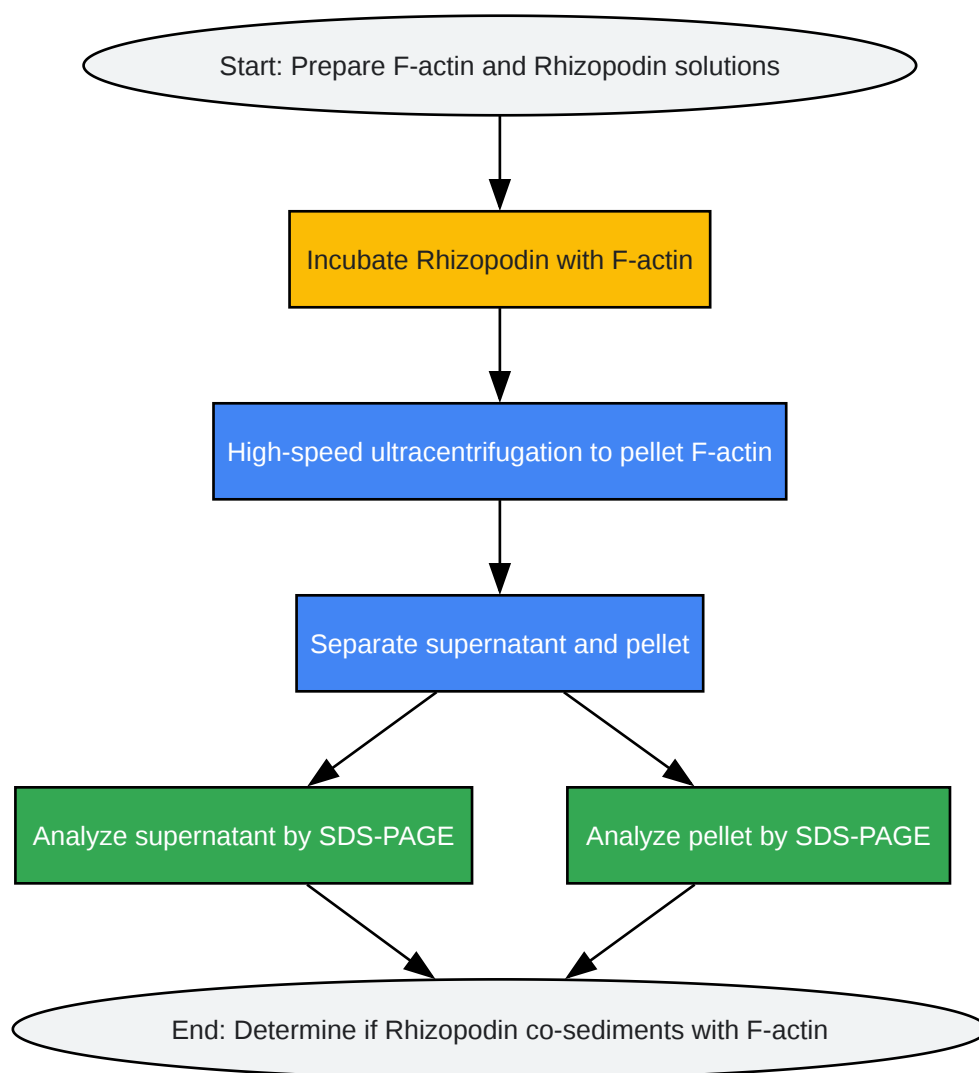 Start: Prepare F-actin and Rhizopodin solutions
Incubate Rhizopodin with F-actin
High-speed ultracentrifugation to pellet F-actin
Separate supernatant and pellet
Analyze supernatant by SDS-PAGE
Analyze pellet by SDS-PAGE
End: Determine if Rhizopodin co-sediments with F-actin